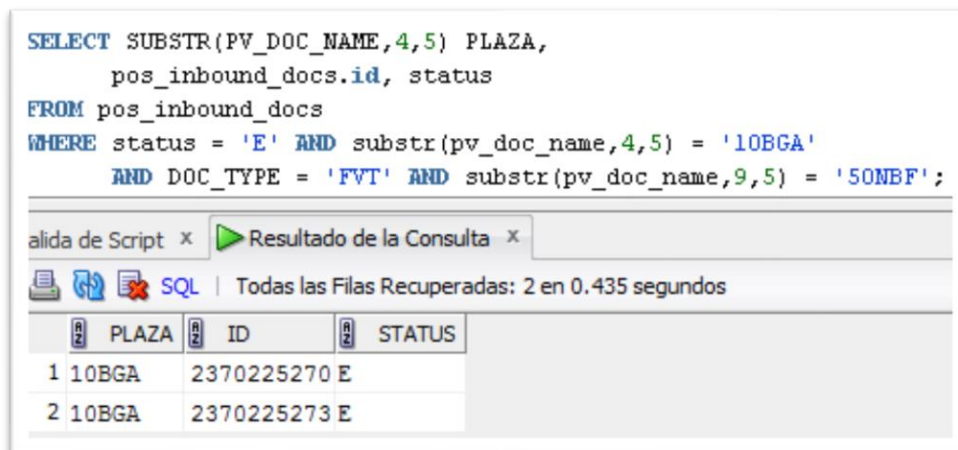 SELECT SUBSTR(PV_DOC_NAME,4,5) PLAZA,
pos_inbound_docs.id, status
FROM pos_inbound_docs
WHERE status = 'E' AND substr(pv_doc_name,4,5) = '10BGA'
AND DOC_TYPE = 'FVT' AND substr(pv_doc_name,9,5) = '50NBF';
alida de Script x Resultado de la Consulta x
SQL | Todas las Filas Recuperadas: 2 en 0.435 segundos
PLAZA ID STATUS
1 10BGA 2370225270 E
2 10BGA 2370225273 E